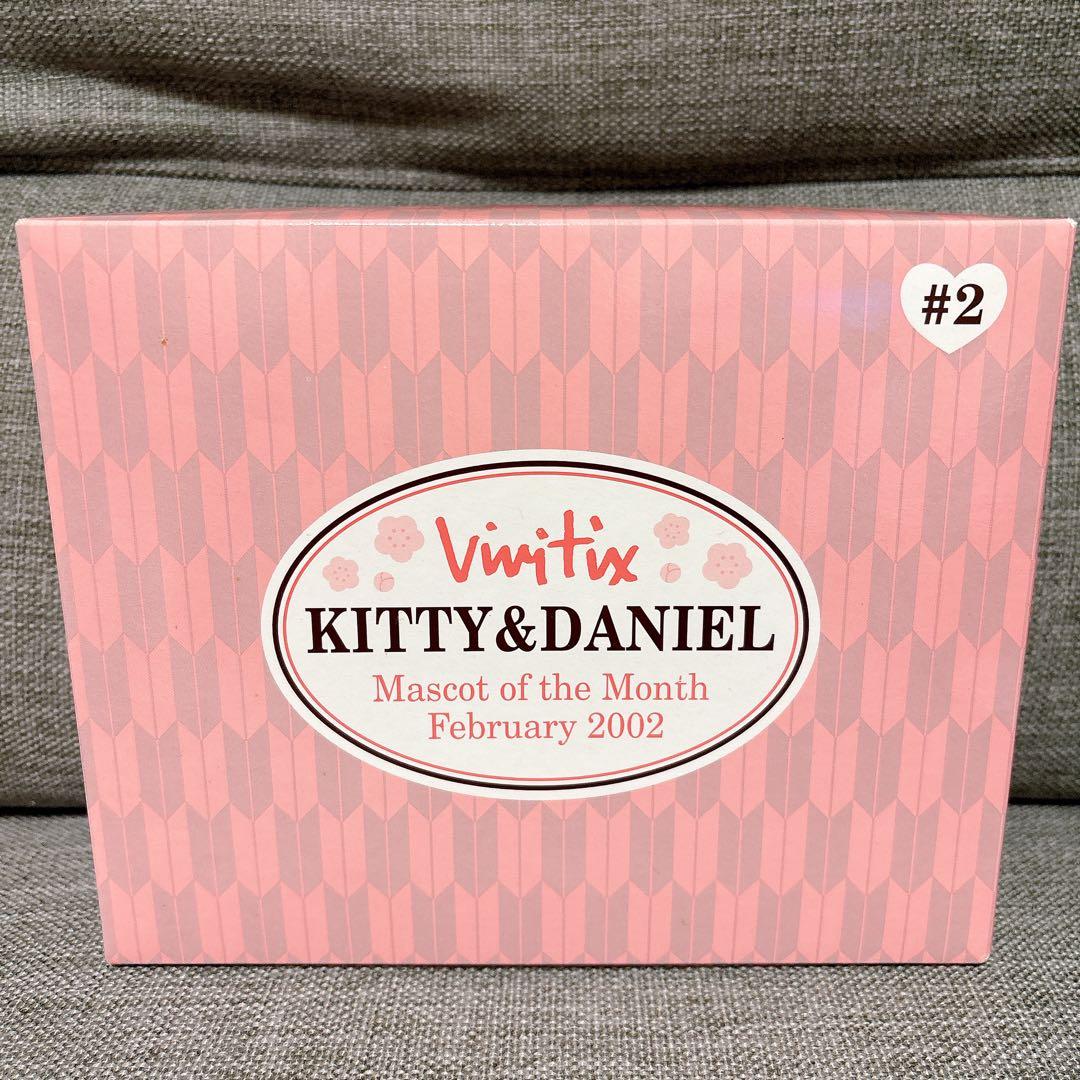 #2
Vivitix
KITTY&DANIEL
Mascot of the Month
February 2002